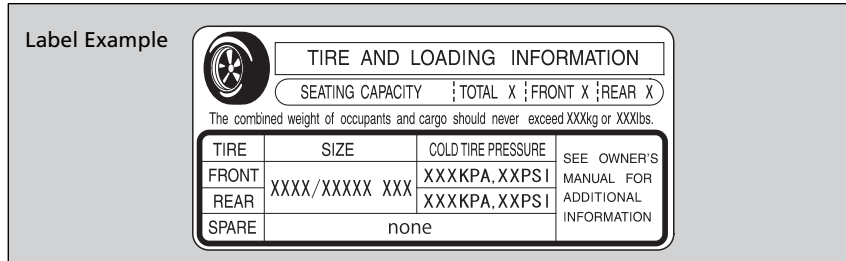 Label Example
TIRE AND LOADING INFORMATION
SEATING CAPACITY TOTAL X FRONT X REAR X
The combined weight of occupants and cargo should never exceed XXXkg or XXXlbs.
TIRE SIZE COLD TIRE PRESSURE
SEE OWNER'S
MANUAL FOR
ADDITIONAL
INFORMATION
FRONT XXXX/XXXXX XXX XXXKPA,XXPSI
REAR XXXKPA,XXPSI
SPARE none